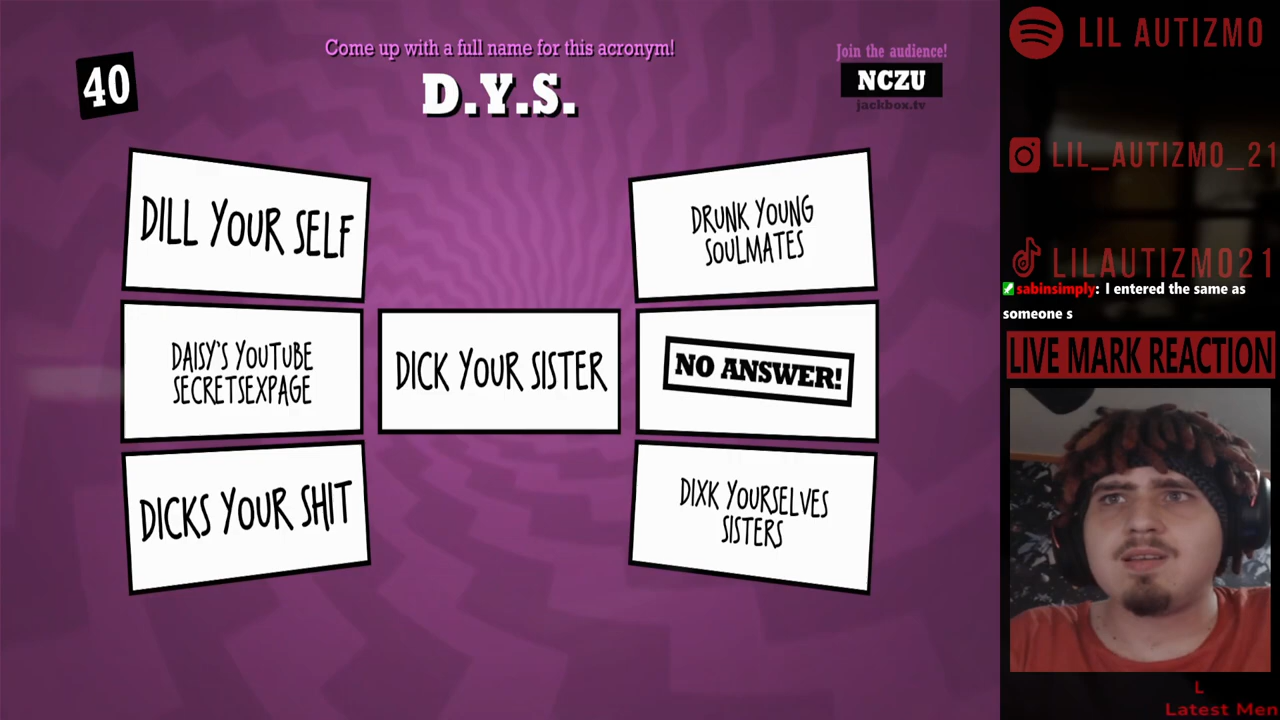 Come up with a full name for this acronym!
D.Y.S.
40
Join the audience!
NCZU
jackbox.tv
DILL YOUR SELF
DAISY'S YOUTUBE
SECRETSEXPAGE
DICKS YOUR SHIT
DICK YOUR SISTER
DRUNK YOUNG
SOULMATES
NO ANSWER!
DIXK YOURSELVES
SISTERS
LIL AUTIZMO
LIL_AUTIZMO_21
LILAUTIZMO21
sabinsimply: I entered the same as
someone s
LIVE MARK REACTION
L
Latest Mem